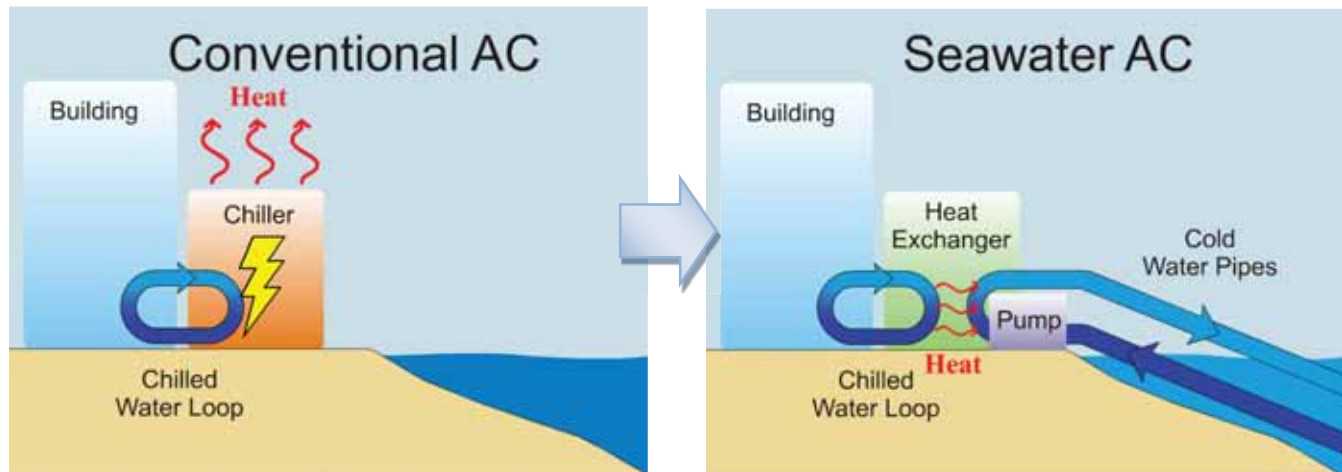 Conventional AC
Heat
Building
Chiller
Chilled
Water Loop
Seawater AC
Building
Heat
Exchanger
Cold
Water Pipes
Pump
Heat
Chilled
Water Loop